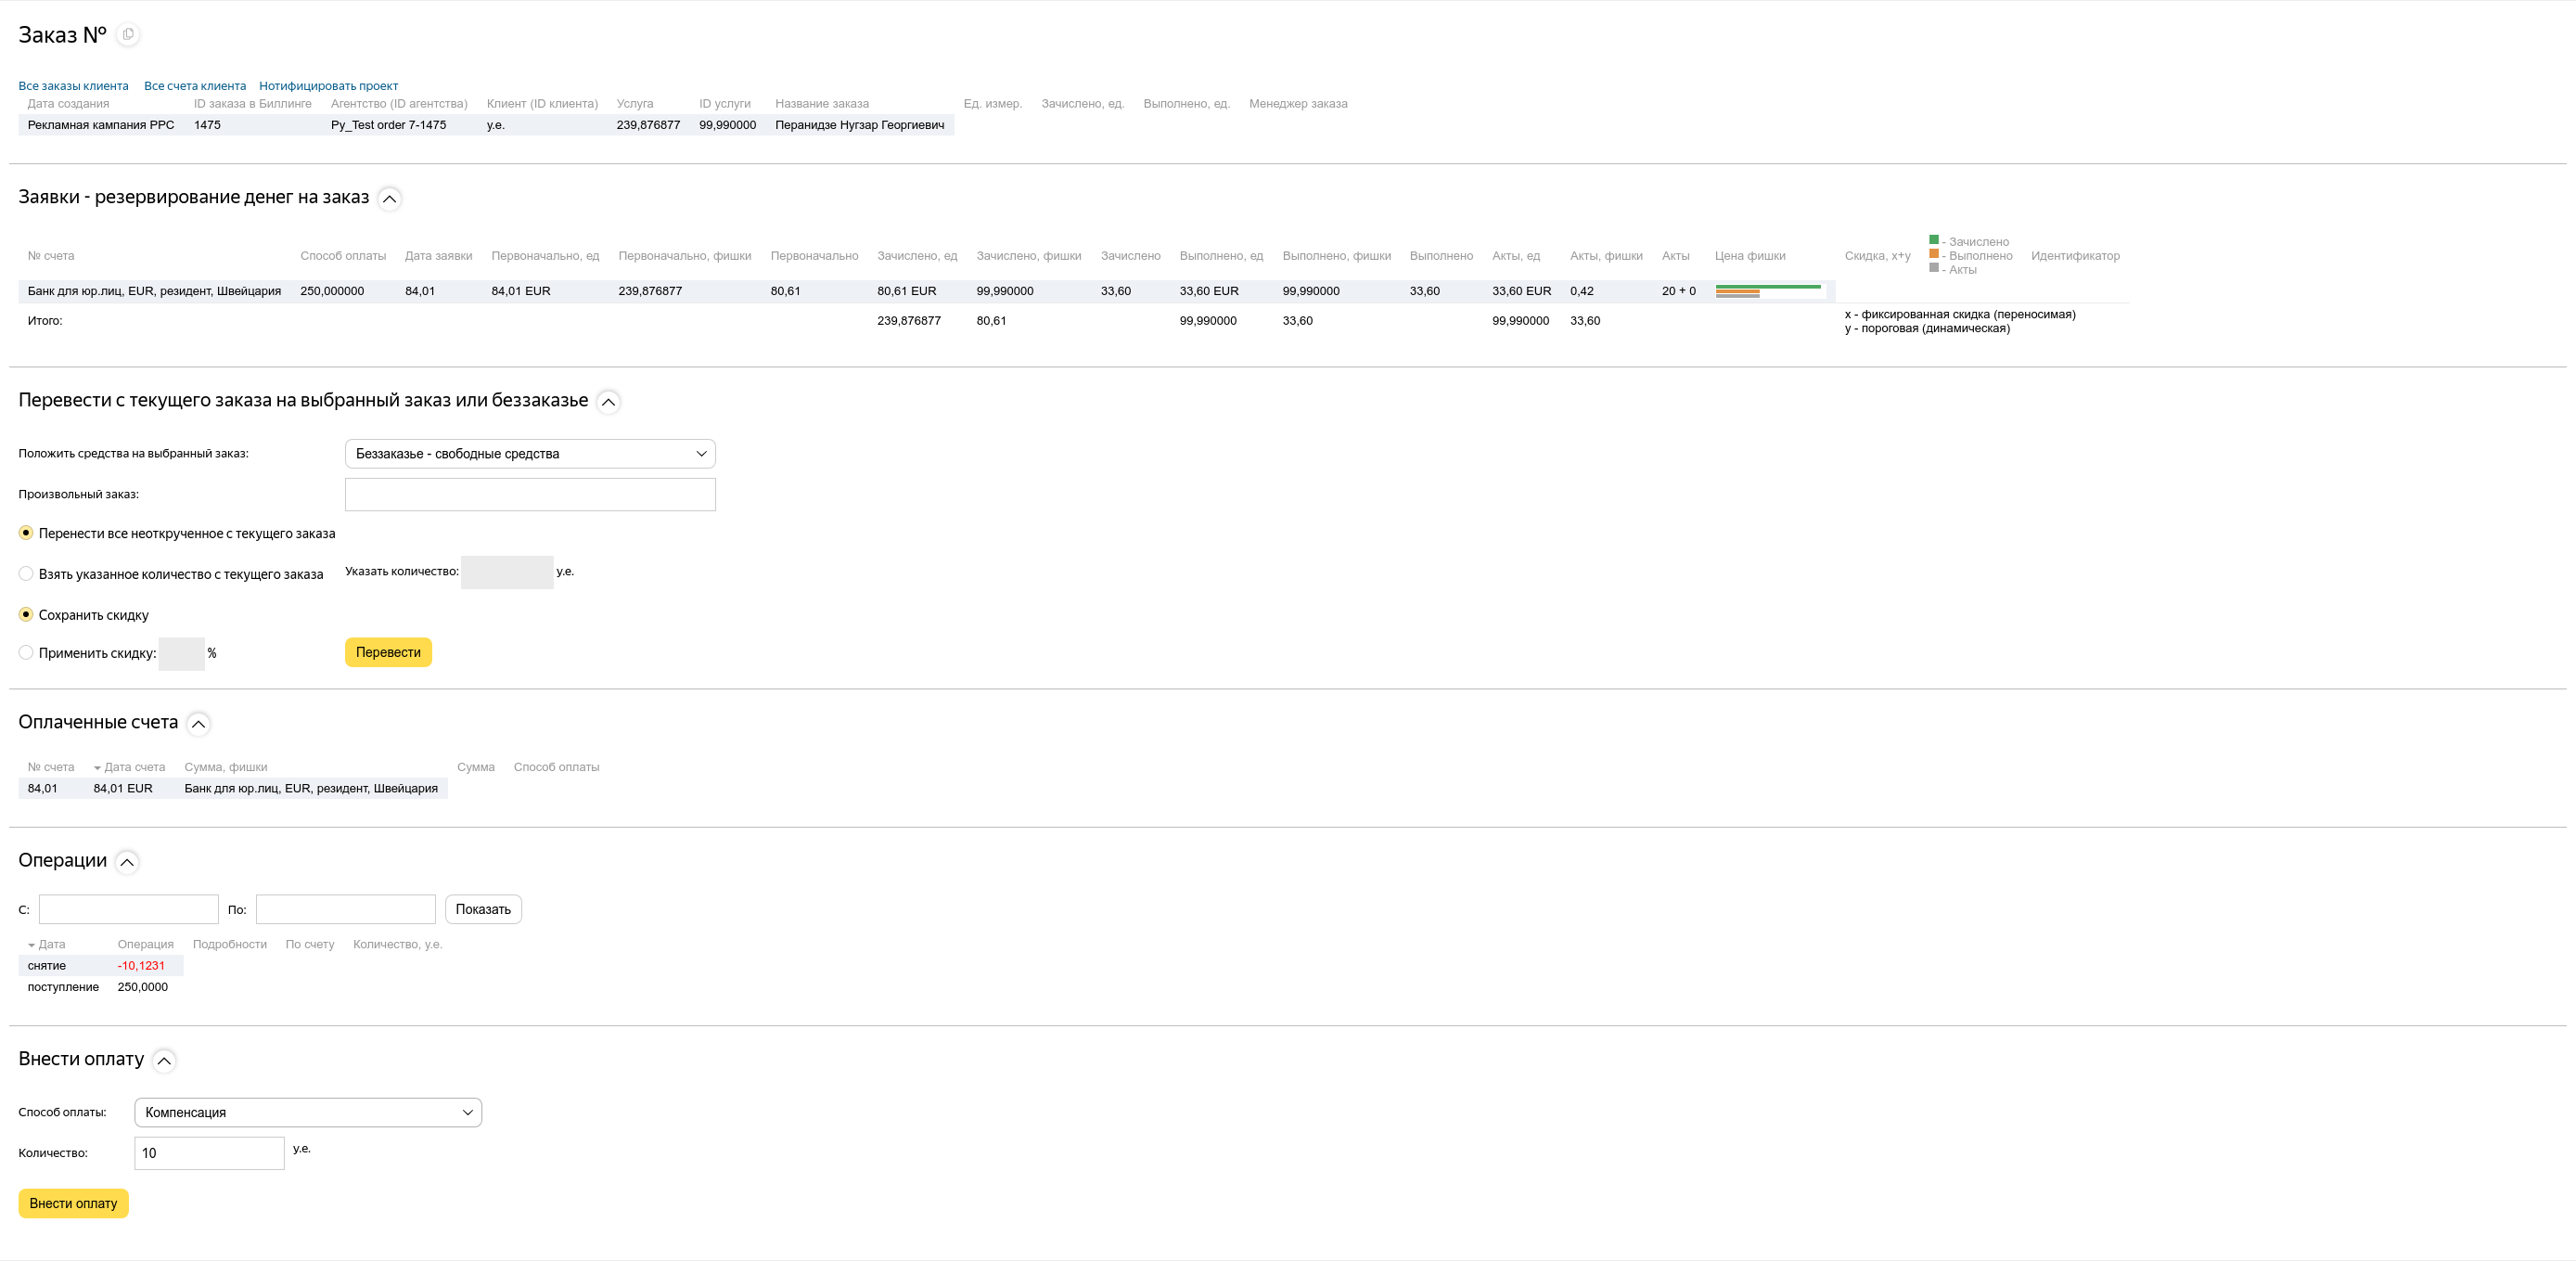 Заказ №
Все заказы клиента Все счета клиента Нотифицировать проект
Дата создания ID заказа в Биллинге Агентство (ID агентства) Клиент (ID клиента) Услуга ID услуги Название заказа Ед. измер. Зачислено, ед. Выполнено, ед. Менеджер заказа
Рекламная кампания РРС 1475 Py_Test order 7-1475 у.е. 239,876877 99,990000 Перанидзе Нугзар Георгиевич
Заявки - резервирование денег на заказ
№ счета Способ оплаты Дата заявки Первоначально, ед Первоначально, фишки Первоначально Зачислено, ед Зачислено, фишки Зачислено Выполнено, ед Выполнено, фишки Выполнено Акты, ед Акты, фишки Акты Цена фишки Скидка, x+y - Зачислено - Выполнено - Акты Идентификатор
Банк для юр.лиц, EUR, резидент, Швейцария 250,000000 84,01 84,01 EUR 239,876877 80,61 80,61 EUR 99,990000 33,60 33,60 EUR 99,990000 33,60 33,60 EUR 0,42 20 + 0
Итого: 239,876877 80,61 99,990000 33,60 99,990000 33,60
x - фиксированная скидка (переносимая)
y - пороговая (динамическая)
Перевести с текущего заказа на выбранный заказ или беззаказье
Положить средства на выбранный заказ: Беззаказье - свободные средства
Произвольный заказ:
Перенести все неоткрученное с текущего заказа
Взять указанное количество с текущего заказа Указать количество: у.е.
Сохранить скидку
Применить скидку: % Перевести
Оплаченные счета
№ счета Дата счета Сумма, фишки Сумма Способ оплаты
84,01 84,01 EUR Банк для юр.лиц, EUR, резидент, Швейцария
Операции
С: По: Показать
Дата Операция Подробности По счету Количество, у.е.
снятие -10,1231
поступление 250,0000
Внести оплату
Способ оплаты: Компенсация
Количество: 10 у.е.
Внести оплату